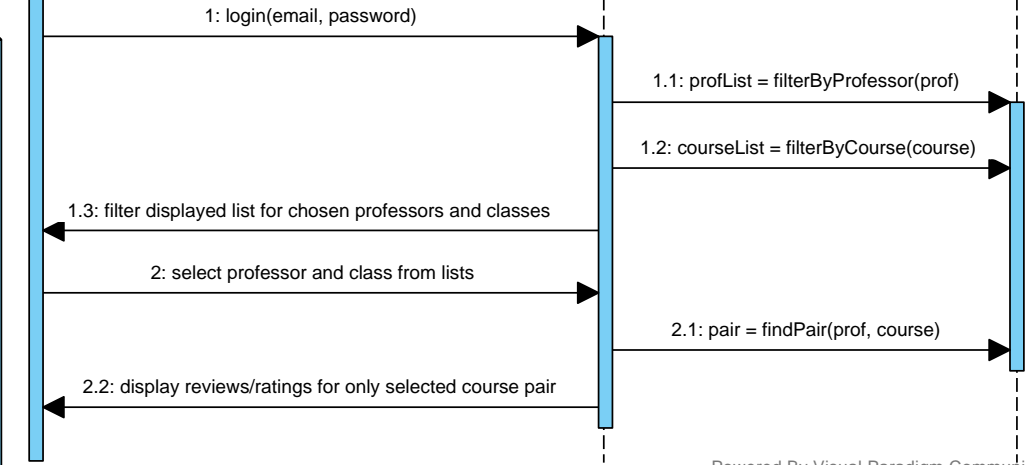 1: login(email, password)
1.1: profList = filterByProfessor(prof)
1.2: courseList = filterByCourse(course)
1.3: filter displayed list for chosen professors and classes
2: select professor and class from lists
2.1: pair = findPair(prof, course)
2.2: display reviews/ratings for only selected course pair
Powered By Visual Paradigm